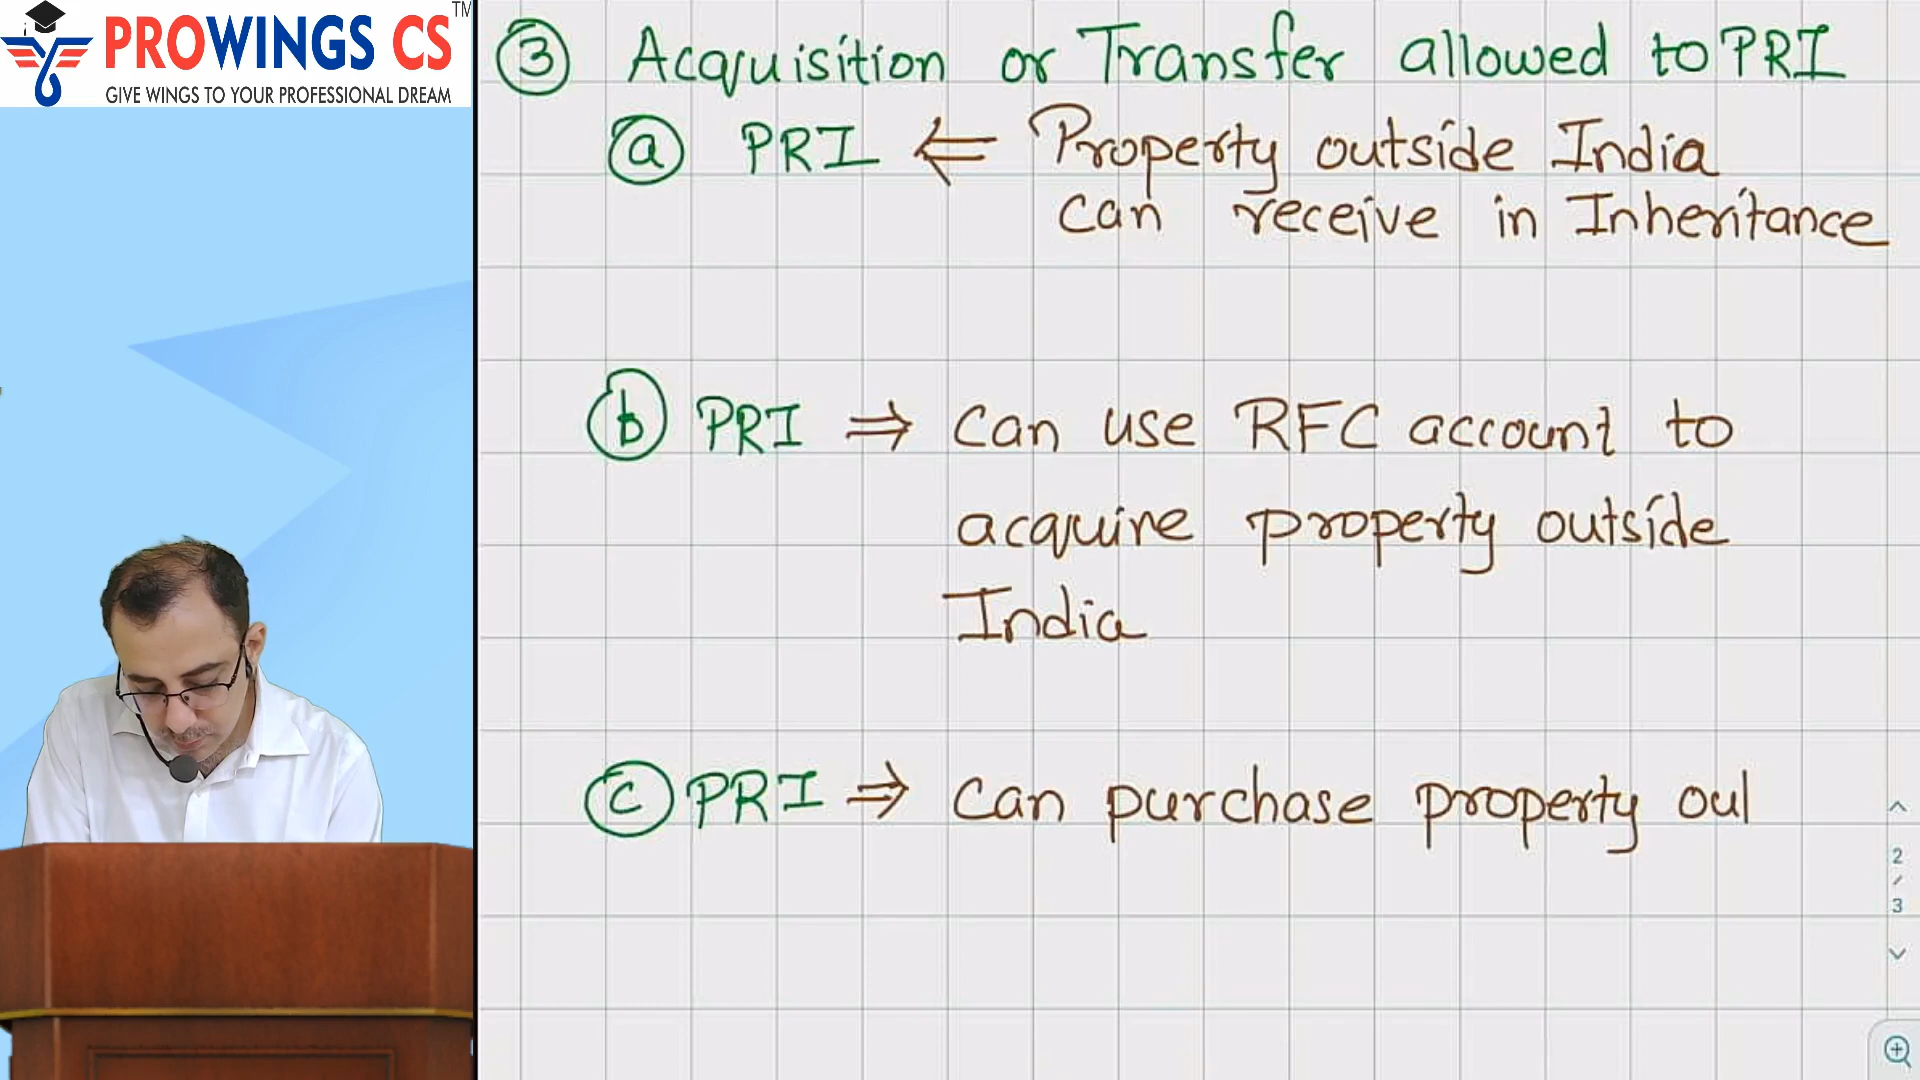 PROWINGS CS TM
GIVE WINGS TO YOUR PROFESSIONAL DREAM
3 Acquisition or Transfer allowed to PRI
a PRI ⇐ Property outside India
can receive in Inheritance
b PRI ⇒ can use RFC account to
acquire property outside
India
c PRI ⇒ can purchase property ou
2
/
3